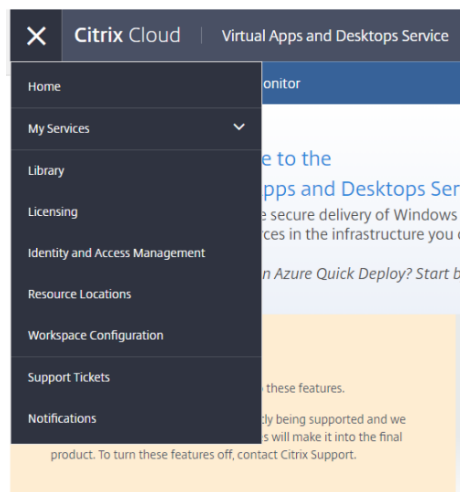 Citrix Cloud | Virtual Apps and Desktops Service
Home
onitor
My Services
Library
e to the
pps and Desktops Ser
Licensing
e secure delivery of Windows
rces in the infrastructure you
Identity and Access Management
n Azure Quick Deploy? Start b
Resource Locations
Workspace Configuration
Support Tickets
these features.
Notifications
tly being supported and we
s will make it into the final
product. To turn these features off, contact Citrix Support.